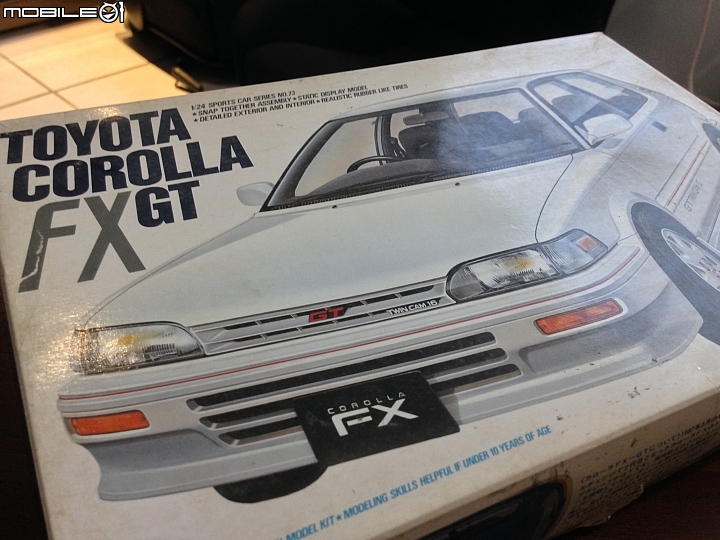 MOBILE01
1/24 SPORTS CAR SERIES NO.73
★ SNAP TOGETHER ASSEMBLY ★ STATIC DISPLAY MODEL
★ DETAILED EXTERIOR AND INTERIOR ★ REALISTIC RUBBER LIKE TIRES
TOYOTA
COROLLA
FX GT
GT
TWIN CAM 16
COROLLA
FX
MODEL KIT ★ MODELING SKILLS HELPFUL IF UNDER 10 YEARS OF AGE